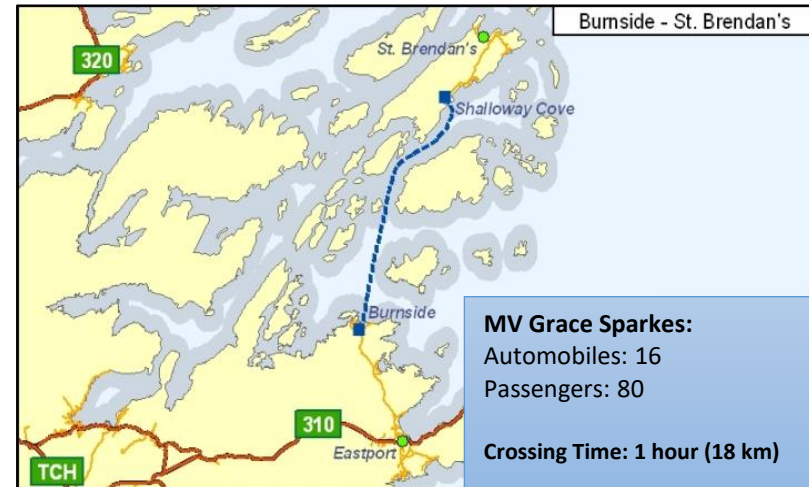 Burnside - St. Brendan's
St. Brendan's
320
Shalloway Cove
Burnside
MV Grace Sparkes:
Automobiles: 16
Passengers: 80
Crossing Time: 1 hour (18 km)
310
Eastport
TCH